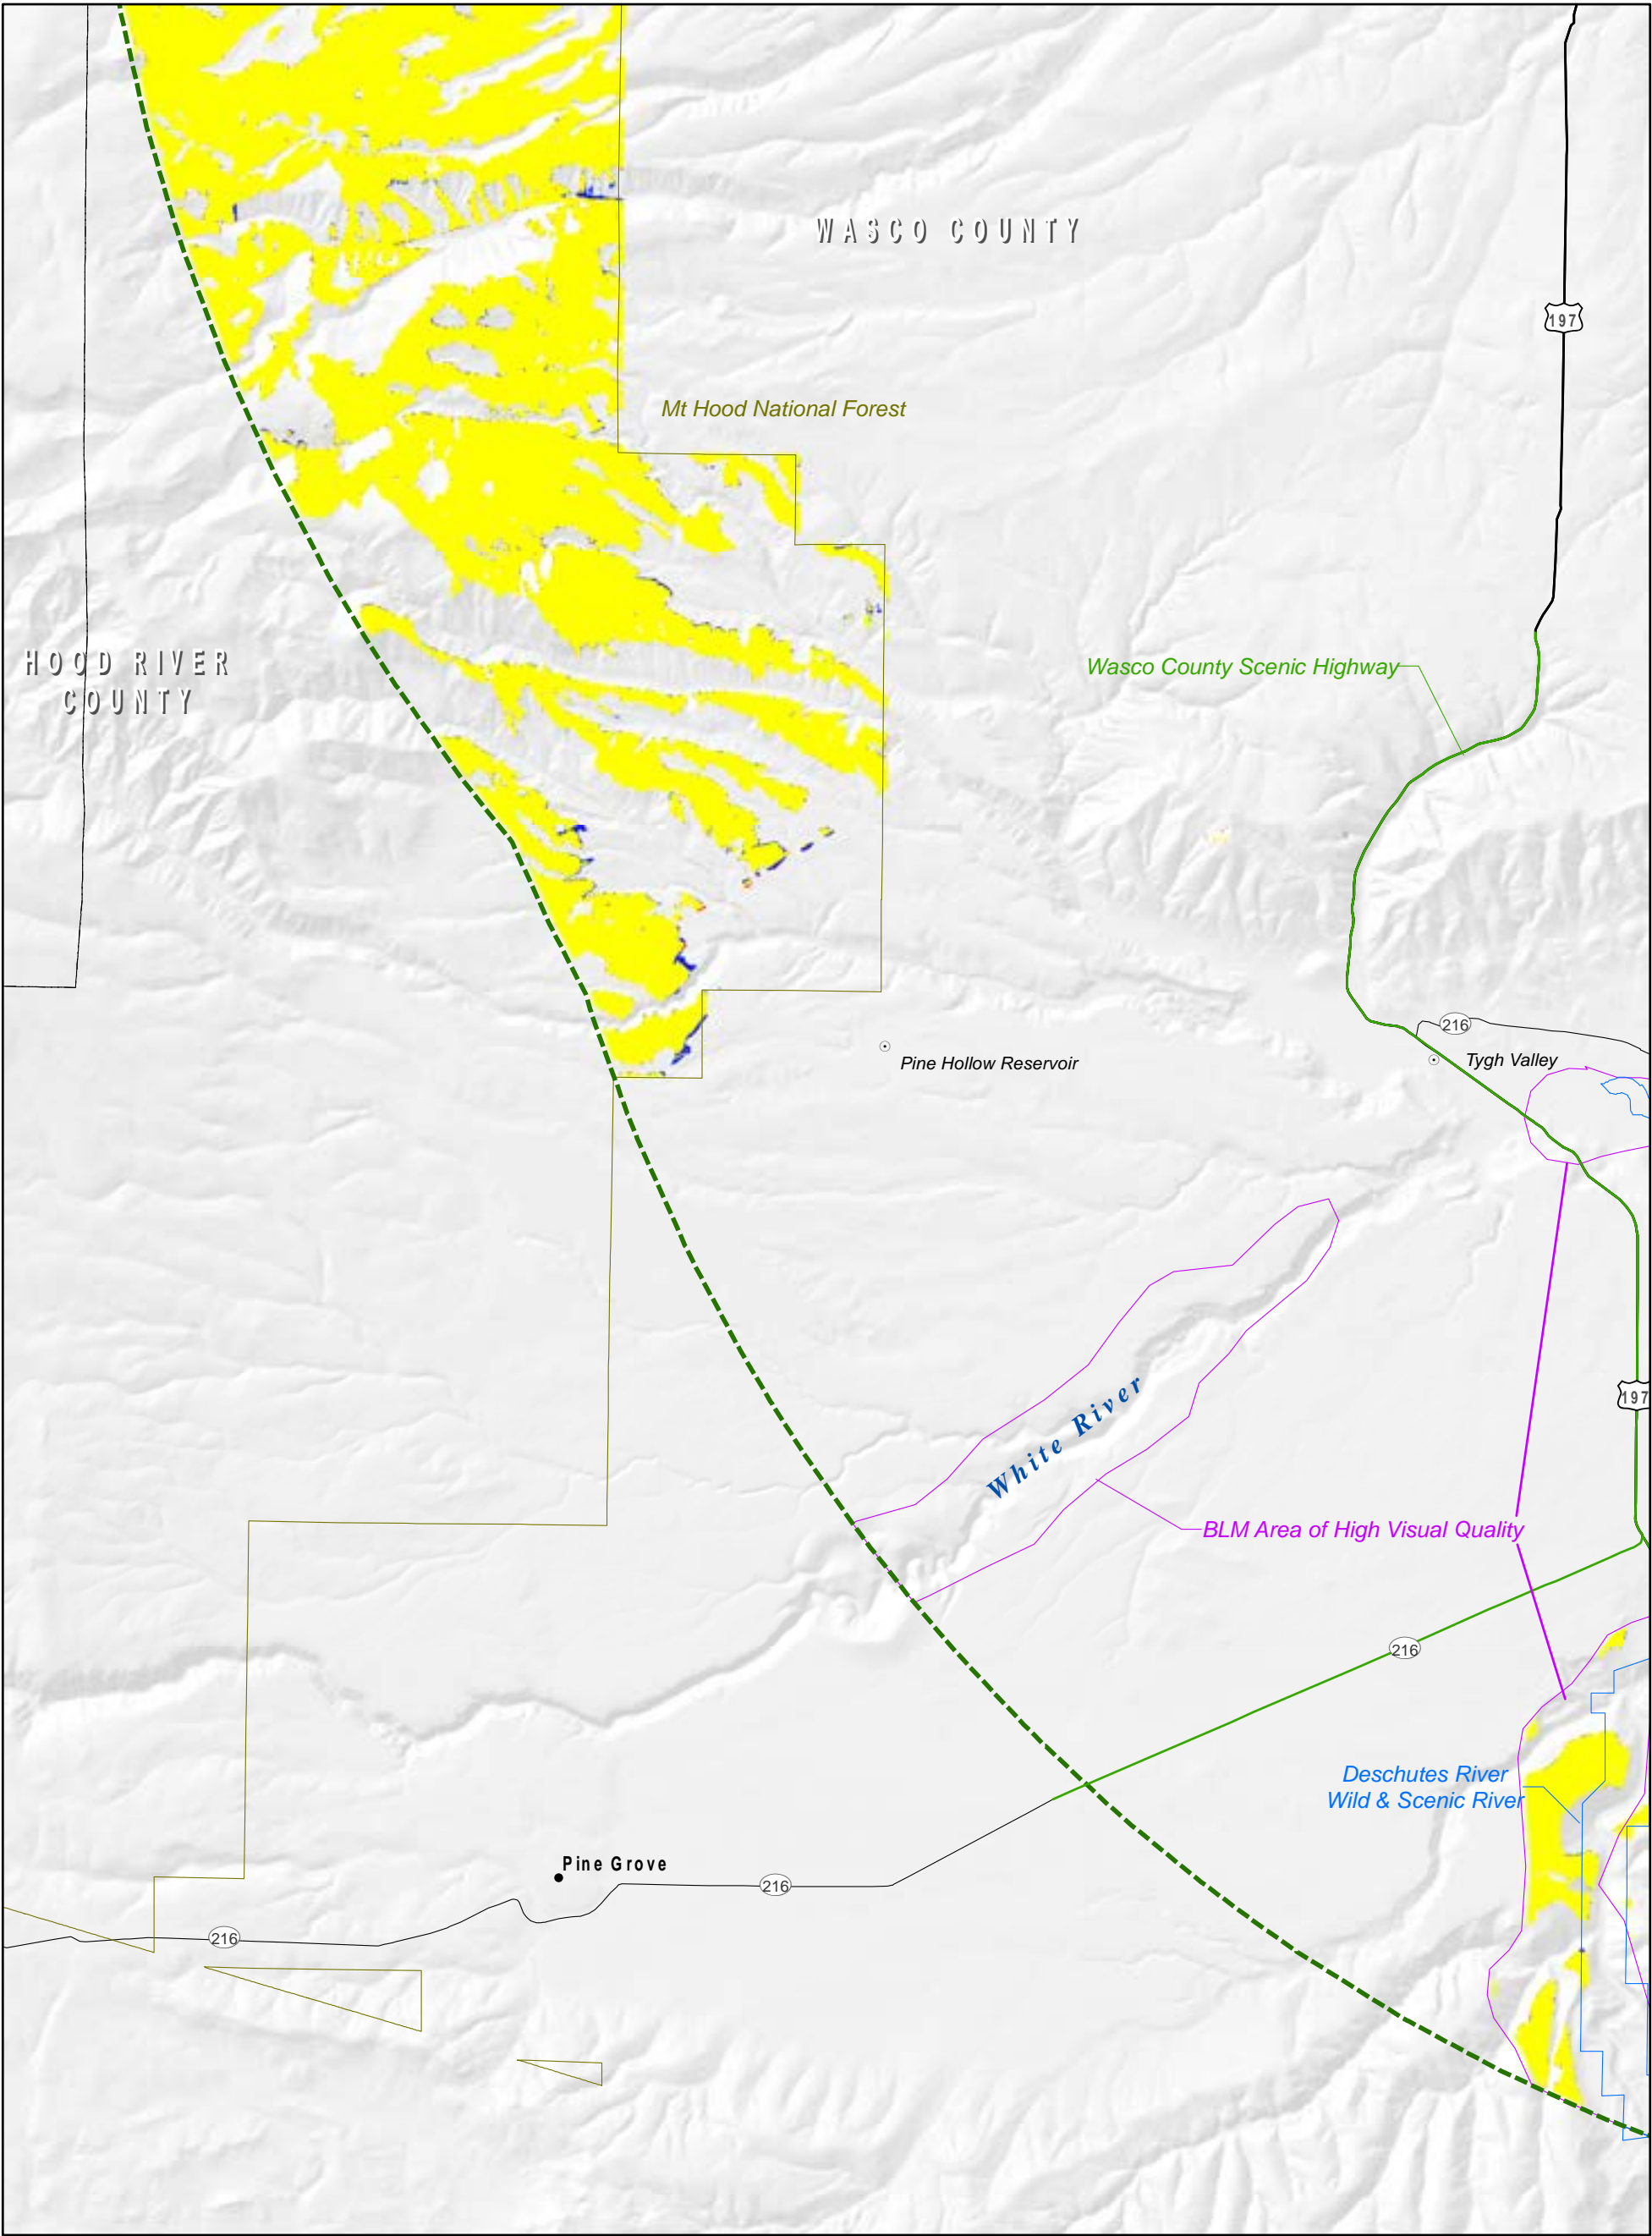 WASCO COUNTY
197
Mt Hood National Forest
HOOD RIVER
COUNTY
Wasco County Scenic Highway
216
Pine Hollow Reservoir
Tygh Valley
197
White River
BLM Area of High Visual Quality
216
Deschutes River
Wild & Scenic River
Pine Grove
216
216